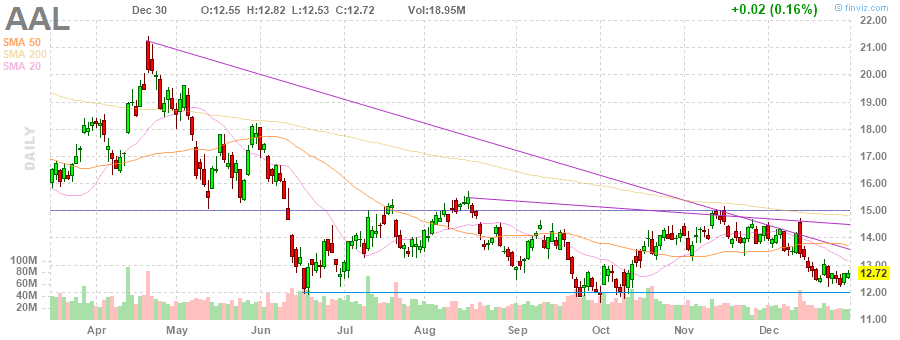 AAL Dec 30 O:12.55 H:12.82 L:12.53 C:12.72 Vol:18.95M +0.02 (0.16%) © finviz.com
SMA 50
SMA 200
SMA 20
DAILY
22.00
21.00
20.00
19.00
18.00
17.00
16.00
15.00
14.00
13.00
12.72
12.00
11.00
100M
80M
60M
40M
20M
Apr May Jun Jul Aug Sep Oct Nov Dec